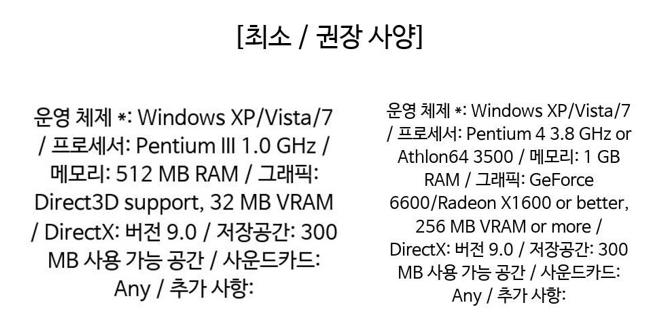 [최소 / 권장 사양]
운영 체제 *: Windows XP/Vista/7
/ 프로세서: Pentium III 1.0 GHz /
메모리: 512 MB RAM / 그래픽:
Direct3D support, 32 MB VRAM
/ DirectX: 버전 9.0 / 저장공간: 300
MB 사용 가능 공간 / 사운드카드:
Any / 추가 사항:
운영 체제 *: Windows XP/Vista/7
/ 프로세서: Pentium 4 3.8 GHz or
Athlon64 3500 / 메모리: 1 GB
RAM / 그래픽: GeForce
6600/Radeon X1600 or better,
256 MB VRAM or more /
DirectX: 버전 9.0 / 저장공간: 300
MB 사용 가능 공간 / 사운드카드:
Any / 추가 사항: